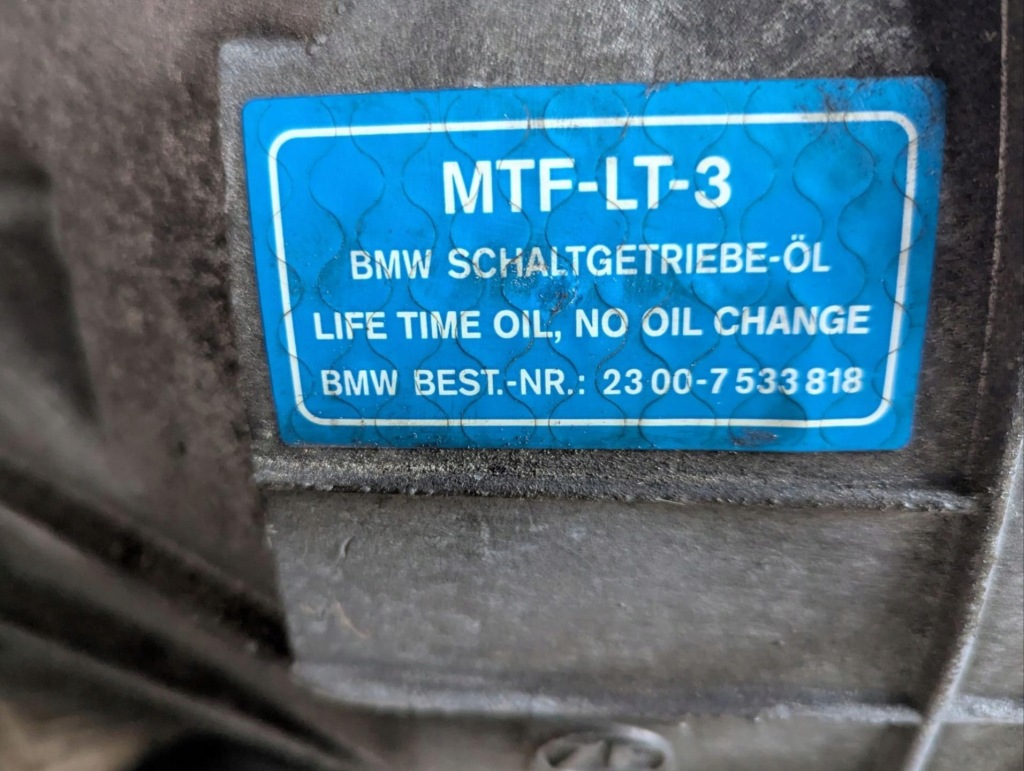 MTF-LT-3
BMW SCHALTGETRIEBE-ÖL
LIFE TIME OIL, NO OIL CHANGE
BMW BEST.-NR.: 23 00-7 533 818